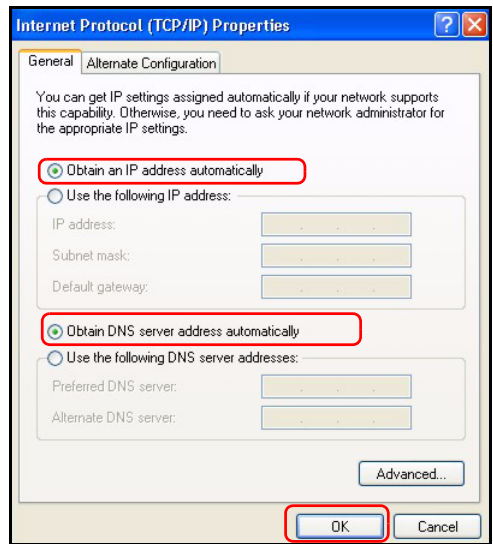 Internet Protocol (TCP/IP) Properties
?
General
Alternate Configuration
You can get IP settings assigned automatically if your network supports
this capability. Otherwise, you need to ask your network administrator for
the appropriate IP settings.
Obtain an IP address automatically
Use the following IP address:
IP address:
Subnet mask:
Default gateway:
Obtain DNS server address automatically
Use the following DNS server addresses:
Preferred DNS server:
Alternate DNS server:
Advanced...
OK
Cancel